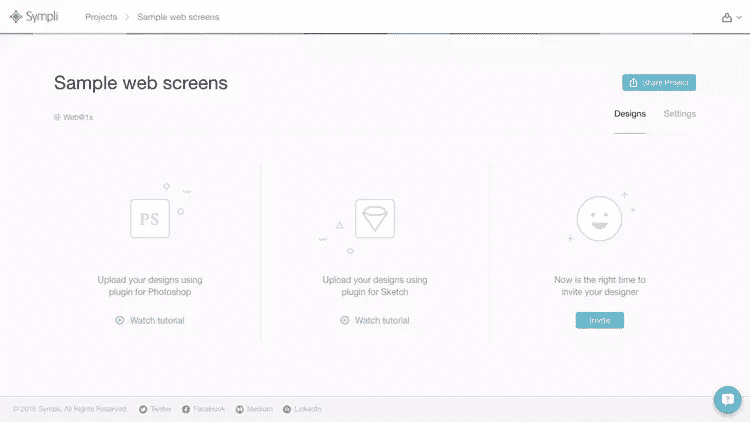 Sympli
Projects > Sample web screens
Sample web screens
Share Project
Web@1x
Designs Settings
PS
Upload your designs using
plugin for Photoshop
Watch tutorial
Upload your designs using
plugin for Sketch
Watch tutorial
Now is the right time to
invite your designer
Invite
© 2016 Sympli, All Rights Reserved Twitter Facebook Medium LinkedIn
?